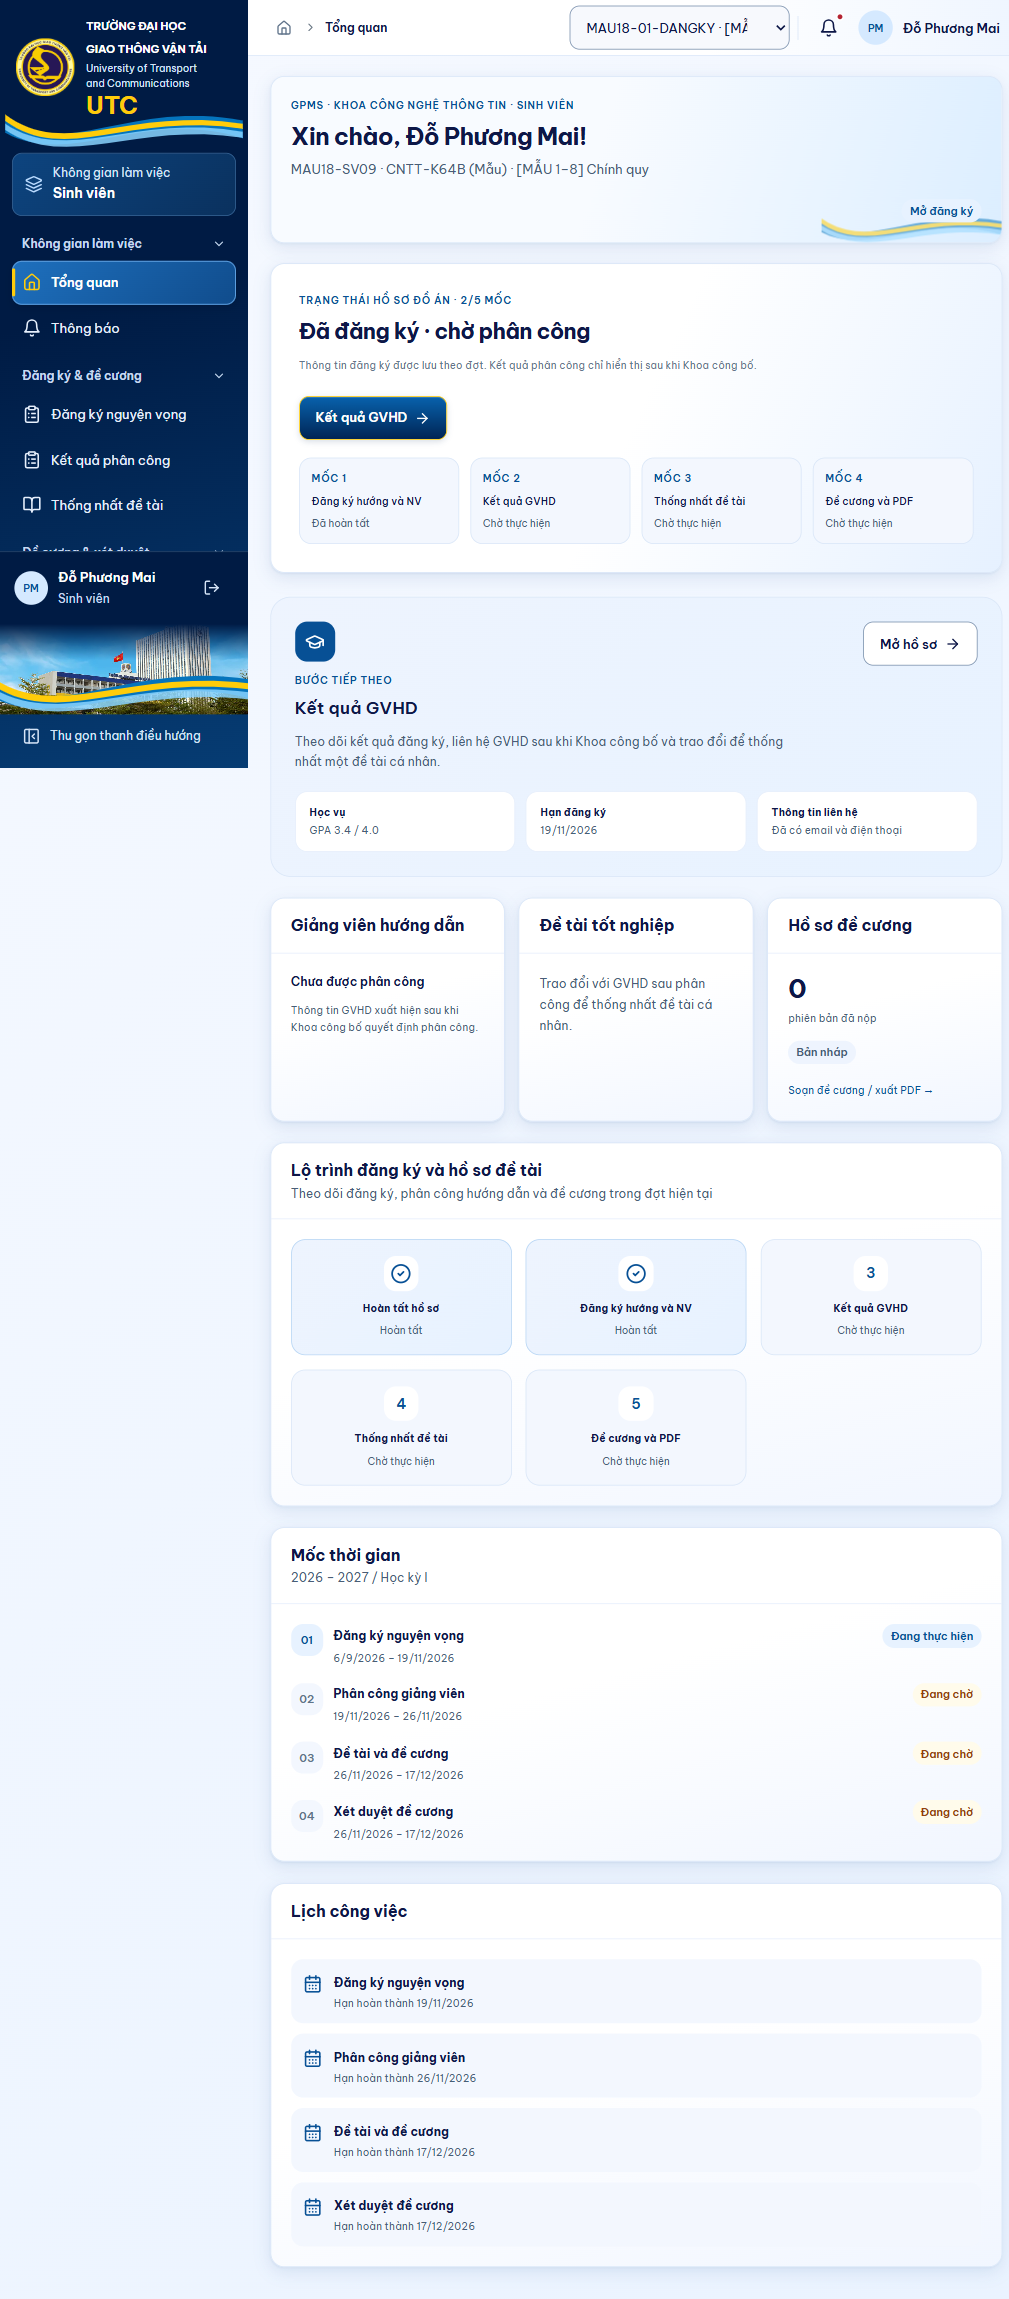 TRƯỜNG ĐẠI HỌC
GIAO THÔNG VẬN TẢI
University of Transport
and Communications
UTC
Không gian làm việc
Sinh viên
Không gian làm việc
Tổng quan
Thông báo
Đăng ký & đề cương
Đăng ký nguyện vọng
Kết quả phân công
Thống nhất đề tài
PM
Đỗ Phương Mai
Sinh viên
Thu gọn thanh điều hướng
Tổng quan
MAU18-01-DANGKY · [MẪ
PM
Đỗ Phương Mai
GPMS · KHOA CÔNG NGHỆ THÔNG TIN · SINH VIÊN
Xin chào, Đỗ Phương Mai!
MAU18-SV09 · CNTT-K64B (Mẫu) · [MẪU 1-8] Chính quy
Mở đăng ký
TRẠNG THÁI HỒ SƠ ĐỒ ÁN · 2/5 MỐC
Đã đăng ký · chờ phân công
Thông tin đăng ký được lưu theo đợt. Kết quả phân công chỉ hiển thị sau khi Khoa công bố.
Kết quả GVHD →
MỐC 1
Đăng ký hướng và NV
Đã hoàn tất
MỐC 2
Kết quả GVHD
Chờ thực hiện
MỐC 3
Thống nhất đề tài
Chờ thực hiện
MỐC 4
Đề cương và PDF
Chờ thực hiện
Mở hồ sơ →
BƯỚC TIẾP THEO
Kết quả GVHD
Theo dõi kết quả đăng ký, liên hệ GVHD sau khi Khoa công bố và trao đổi để thống
nhất một đề tài cá nhân.
Học vụ
GPA 3.4 / 4.0
Hạn đăng ký
19/11/2026
Thông tin liên hệ
Đã có email và điện thoại
Giảng viên hướng dẫn
Chưa được phân công
Thông tin GVHD xuất hiện sau khi
Khoa công bố quyết định phân công.
Đề tài tốt nghiệp
Trao đổi với GVHD sau phân
công để thống nhất đề tài cá
nhân.
Hồ sơ đề cương
0
phiên bản đã nộp
Bản nháp
Soạn đề cương / xuất PDF →
Lộ trình đăng ký và hồ sơ đề tài
Theo dõi đăng ký, phân công hướng dẫn và đề cương trong đợt hiện tại
Hoàn tất hồ sơ
Hoàn tất
Đăng ký hướng và NV
Hoàn tất
3
Kết quả GVHD
Chờ thực hiện
4
Thống nhất đề tài
Chờ thực hiện
5
Đề cương và PDF
Chờ thực hiện
Mốc thời gian
2026 - 2027 / Học kỳ I
01
Đăng ký nguyện vọng
Đang thực hiện
6/9/2026 - 19/11/2026
02
Phân công giảng viên
Đang chờ
19/11/2026 - 26/11/2026
03
Đề tài và đề cương
Đang chờ
26/11/2026 - 17/12/2026
04
Xét duyệt đề cương
Đang chờ
26/11/2026 - 17/12/2026
Lịch công việc
Đăng ký nguyện vọng
Hạn hoàn thành 19/11/2026
Phân công giảng viên
Hạn hoàn thành 26/11/2026
Đề tài và đề cương
Hạn hoàn thành 17/12/2026
Xét duyệt đề cương
Hạn hoàn thành 17/12/2026